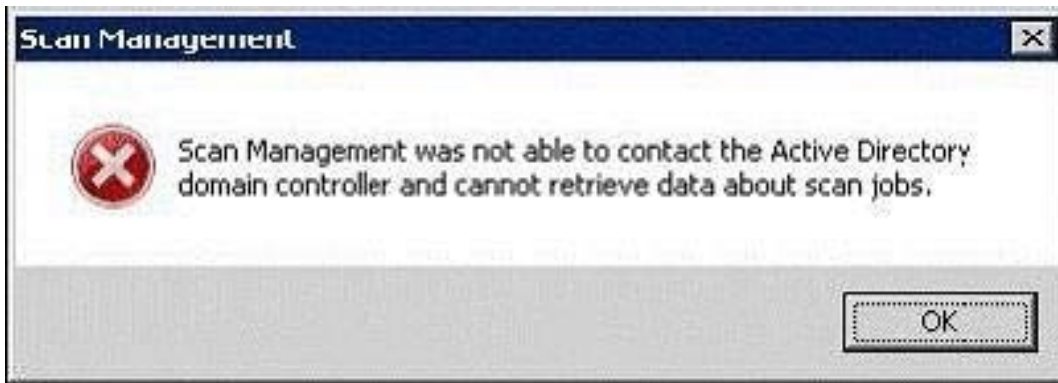 Scan Management
Scan Management was not able to contact the Active Directory
domain controller and cannot retrieve data about scan jobs.
OK